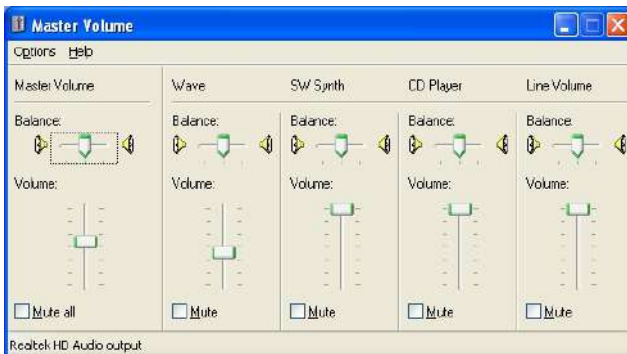 Master Volume
Options Help
Master Volume
Wave
SW Synth
CD Player
Line Volume
Balance:
Balance:
Balance:
Balance:
Balance:
Volume:
Volume:
Volume:
Volume:
Volume:
Mute all
Mute
Mute
Mute
Mute
Realtek HD Audio output